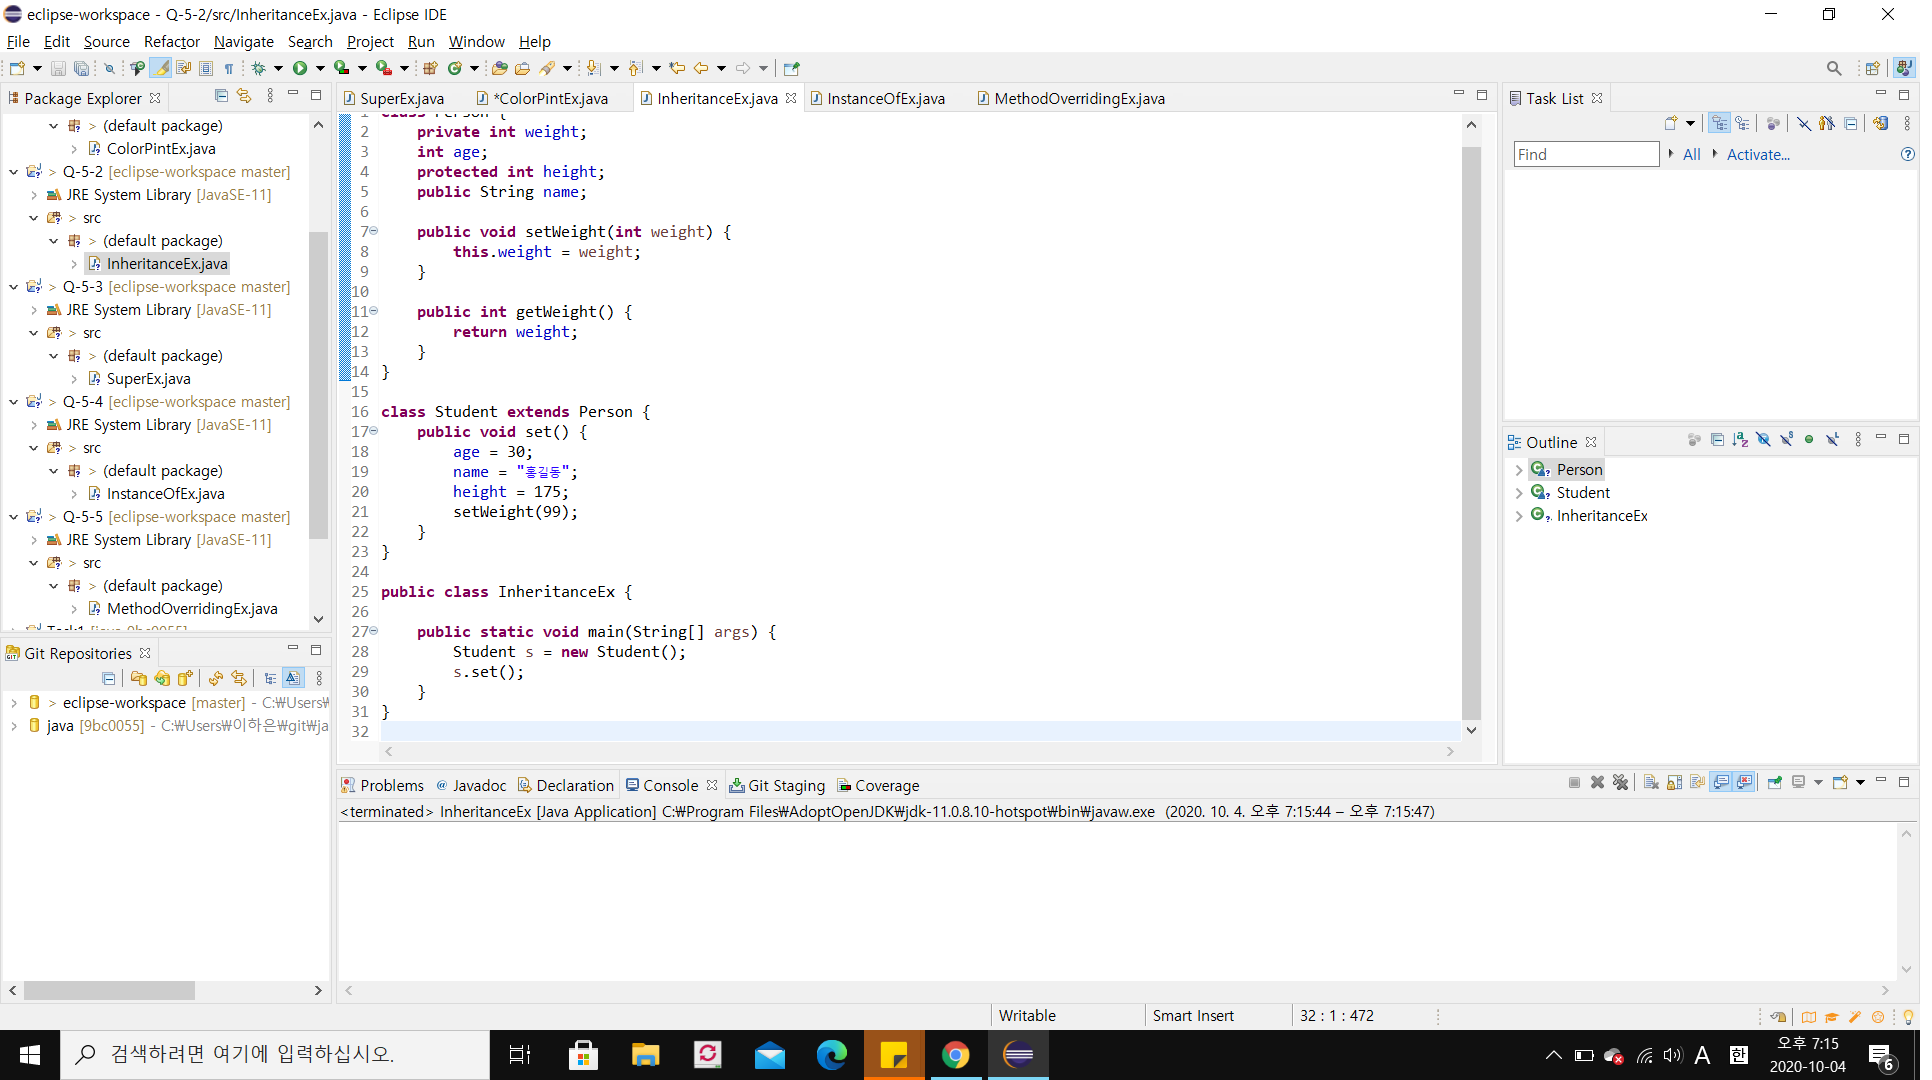 eclipse-workspace - Q-5-2/src/InheritanceEx.java - Eclipse IDE
File Edit Source Refactor Navigate Search Project Run Window Help
Package Explorer
> (default package)
ColorPintEx.java
> Q-5-2 [eclipse-workspace master]
JRE System Library [JavaSE-11]
> src
> (default package)
InheritanceEx.java
> Q-5-3 [eclipse-workspace master]
JRE System Library [JavaSE-11]
> src
> (default package)
SuperEx.java
> Q-5-4 [eclipse-workspace master]
JRE System Library [JavaSE-11]
> src
> (default package)
InstanceOfEx.java
> Q-5-5 [eclipse-workspace master]
JRE System Library [JavaSE-11]
> src
> (default package)
MethodOverridingEx.java
Task1 [java 9bc0055]
Git Repositories
> eclipse-workspace [master] - C:₩Users₩
java [9bc0055] - C:₩Users₩이하은₩git₩ja
SuperEx.java *ColorPintEx.java InheritanceEx.java InstanceOfEx.java MethodOverridingEx.java
1 class Person {
2 private int weight;
3 int age;
4 protected int height;
5 public String name;
6
7 public void setWeight(int weight) {
8 this.weight = weight;
9 }
10
11 public int getWeight() {
12 return weight;
13 }
14 }
15
16 class Student extends Person {
17 public void set() {
18 age = 30;
19 name = "홍길동";
20 height = 175;
21 setWeight(99);
22 }
23 }
24
25 public class InheritanceEx {
26
27 public static void main(String[] args) {
28 Student s = new Student();
29 s.set();
30 }
31 }
32
Task List
Find All Activate...
Outline
Person
Student
InheritanceEx
Problems Javadoc Declaration Console Git Staging Coverage
<terminated> InheritanceEx [Java Application] C:₩Program Files₩AdoptOpenJDK₩jdk-11.0.8.10-hotspot₩bin₩javaw.exe (2020. 10. 4. 오후 7:15:44 – 오후 7:15:47)
Writable Smart Insert 32 : 1 : 472
검색하려면 여기에 입력하십시오.
A 한
오후 7:15
2020-10-04
6